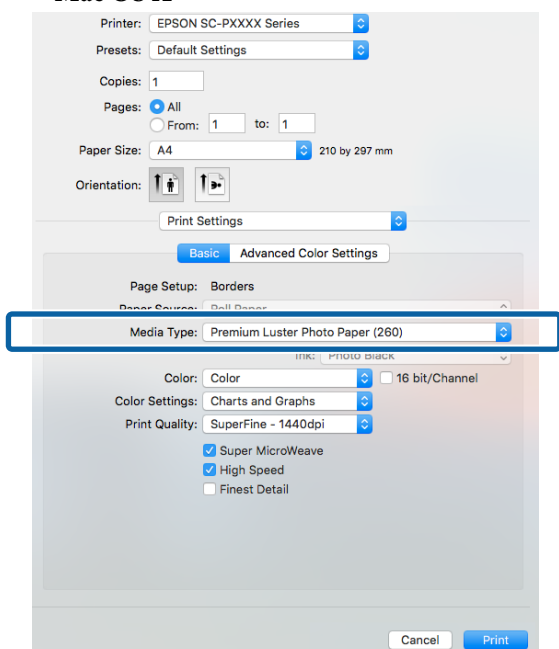 Mac OS X
Printer: EPSON SC-PXXXX Series
Presets: Default Settings
Copies: 1
Pages: All
From: 1 to: 1
Paper Size: A4 210 by 297 mm
Orientation:
Print Settings
Basic Advanced Color Settings
Page Setup: Borders
Paper Source: Roll Paper
Media Type: Premium Luster Photo Paper (260)
Ink: Photo Black
Color: Color 16 bit/Channel
Color Settings: Charts and Graphs
Print Quality: SuperFine - 1440dpi
Super MicroWeave
High Speed
Finest Detail
Cancel Print